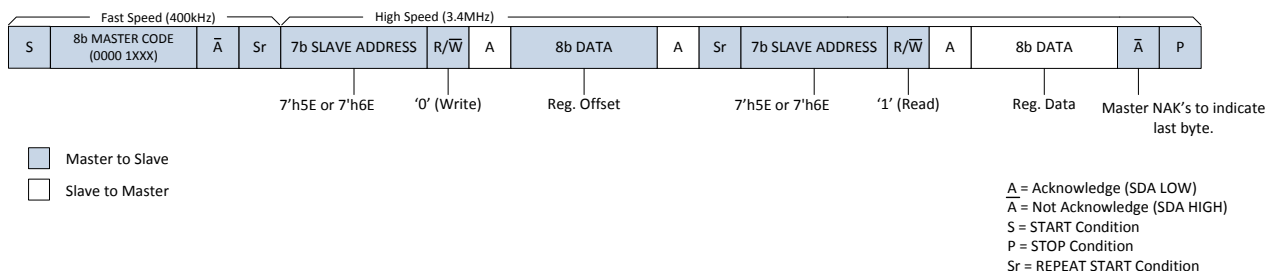 Fast Speed (400kHz) High Speed (3.4MHz)
S 8b MASTER CODE (0000 1XXX) A̅ Sr 7b SLAVE ADDRESS R/W̅ A 8b DATA A Sr 7b SLAVE ADDRESS R/W̅ A 8b DATA A̅ P
7'h5E or 7'h6E '0' (Write) Reg. Offset 7'h5E or 7'h6E '1' (Read) Reg. Data Master NAK's to indicate
last byte.
Master to Slave
Slave to Master
A = Acknowledge (SDA LOW)
A̅ = Not Acknowledge (SDA HIGH)
S = START Condition
P = STOP Condition
Sr = REPEAT START Condition